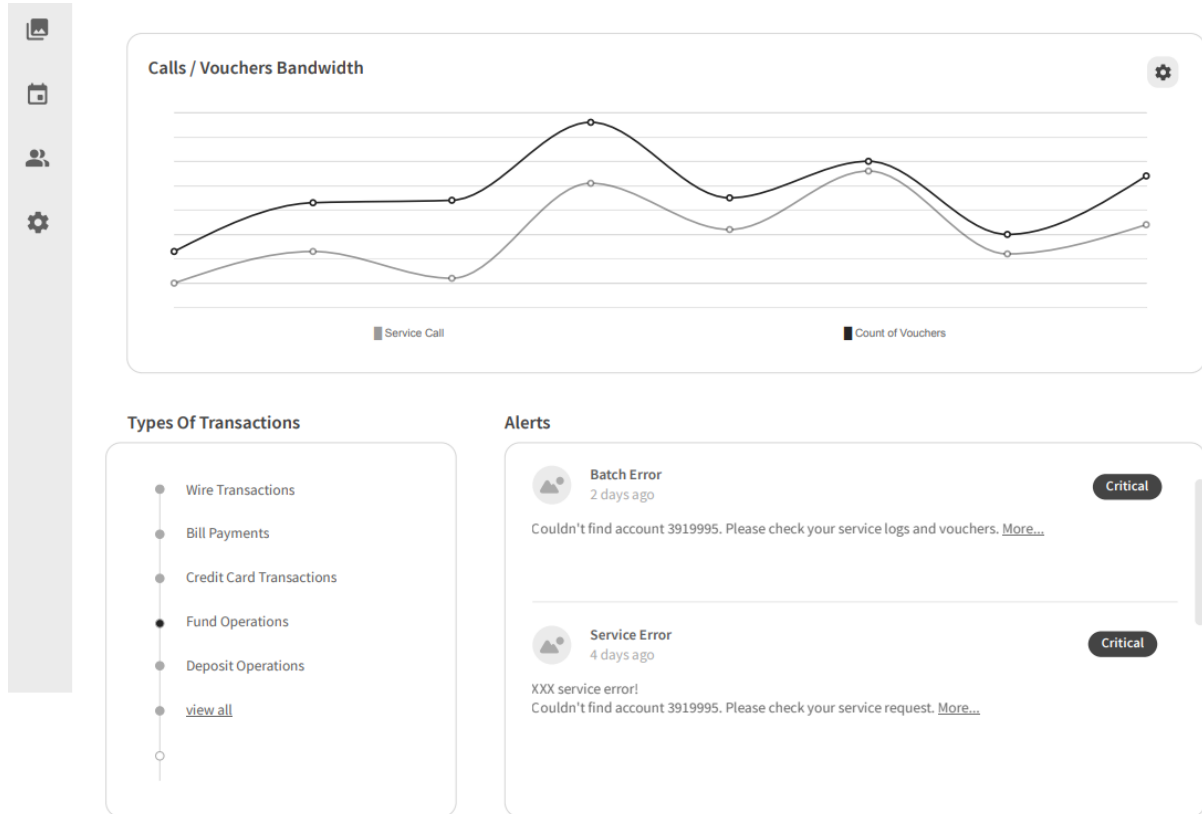 Calls / Vouchers Bandwidth
Service Call
Count of Vouchers
Types Of Transactions
Wire Transactions
Bill Payments
Credit Card Transactions
Fund Operations
Deposit Operations
view all
Alerts
Batch Error
2 days ago
Critical
Couldn't find account 3919995. Please check your service logs and vouchers. More...
Service Error
4 days ago
Critical
XXX service error!
Couldn't find account 3919995. Please check your service request. More...